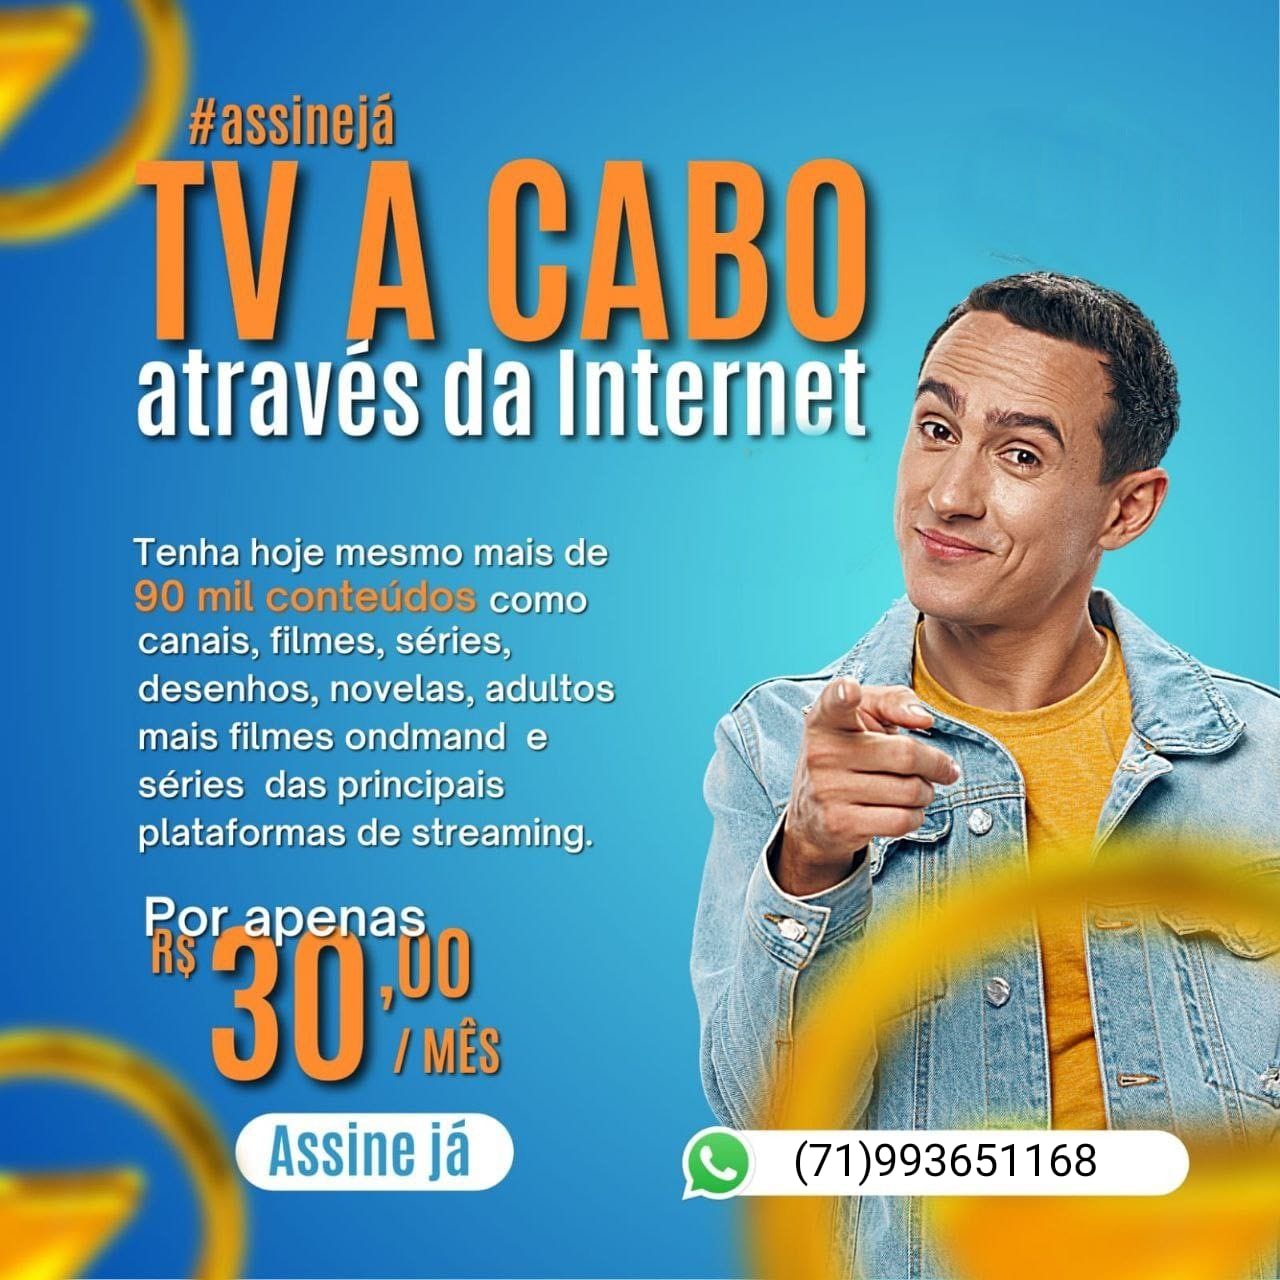 #assinejá
TV A CABO
através da Internet
Tenha hoje mesmo mais de
90 mil conteúdos como
canais, filmes, séries,
desenhos, novelas, adultos
mais filmes ondmand e
séries das principais
plataformas de streaming.
Por apenas
R$ 30,00
/ MÊS
Assine já
(71)993651168